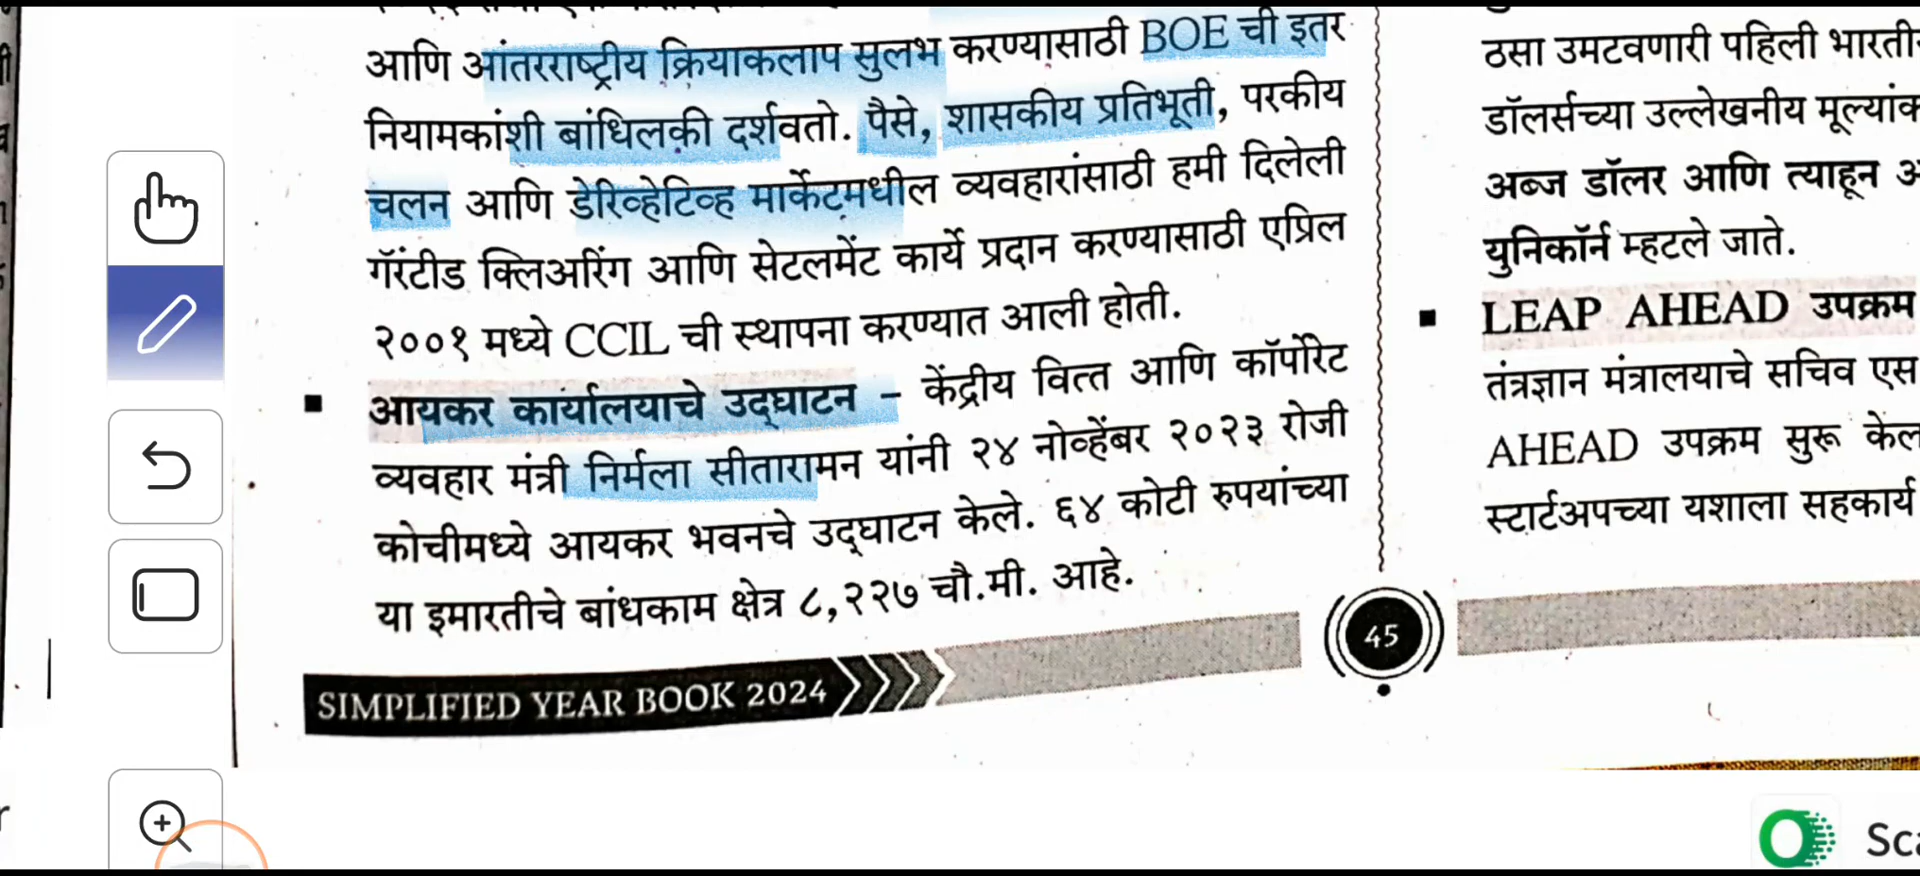 आणि आंतरराष्ट्रीय क्रियाकलाप सुलभ करण्यासाठी BOE ची इतर
नियामकांशी बांधिलकी दर्शवतो. पैसे, शासकीय प्रतिभूती, परकीय
चलन आणि डेरिव्हेटिव्ह मार्केटमधील व्यवहारांसाठी हमी दिलेली
गॅरंटीड क्लिअरिंग आणि सेटलमेंट कार्ये प्रदान करण्यासाठी एप्रिल
२००१ मध्ये CCIL ची स्थापना करण्यात आली होती.
■ आयकर कार्यालयाचे उद्घाटन – केंद्रीय वित्त आणि कॉर्पोरेट
व्यवहार मंत्री निर्मला सीतारामन यांनी २४ नोव्हेंबर २०२३ रोजी
कोचीमध्ये आयकर भवनचे उद्घाटन केले. ६४ कोटी रुपयांच्या
या इमारतीचे बांधकाम क्षेत्र ८,२२७ चौ.मी. आहे.
ठसा उमटवणारी पहिली
डॉलर्सच्या उल्लेखनीय
अब्ज डॉलर आणि त्याहून
युनिकॉर्न म्हटले जाते.
■ LEAP AHEAD उपक्रम
तंत्रज्ञान मंत्रालयाचे सचिव एस
AHEAD उपक्रम सुरू
स्टार्टअपच्या यशाला सहकार्य
SIMPLIFIED YEAR BOOK 2024
45